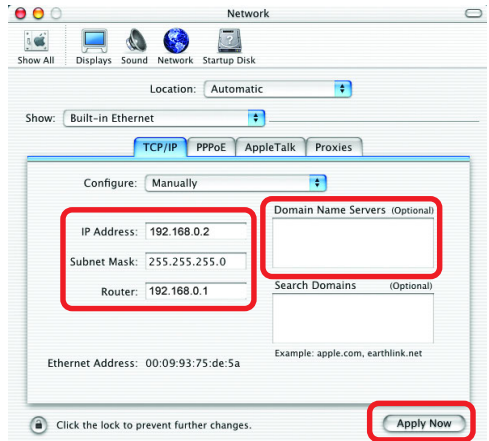 Network
Show All Displays Sound Network Startup Disk
Location: Automatic
Show: Built-in Ethernet
TCP/IP PPPoE AppleTalk Proxies
Configure: Manually
Domain Name Servers (Optional)
IP Address: 192.168.0.2
Subnet Mask: 255.255.255.0
Router: 192.168.0.1
Search Domains (Optional)
Example: apple.com, earthlink.net
Ethernet Address: 00:09:93:75:de:5a
Click the lock to prevent further changes.
Apply Now